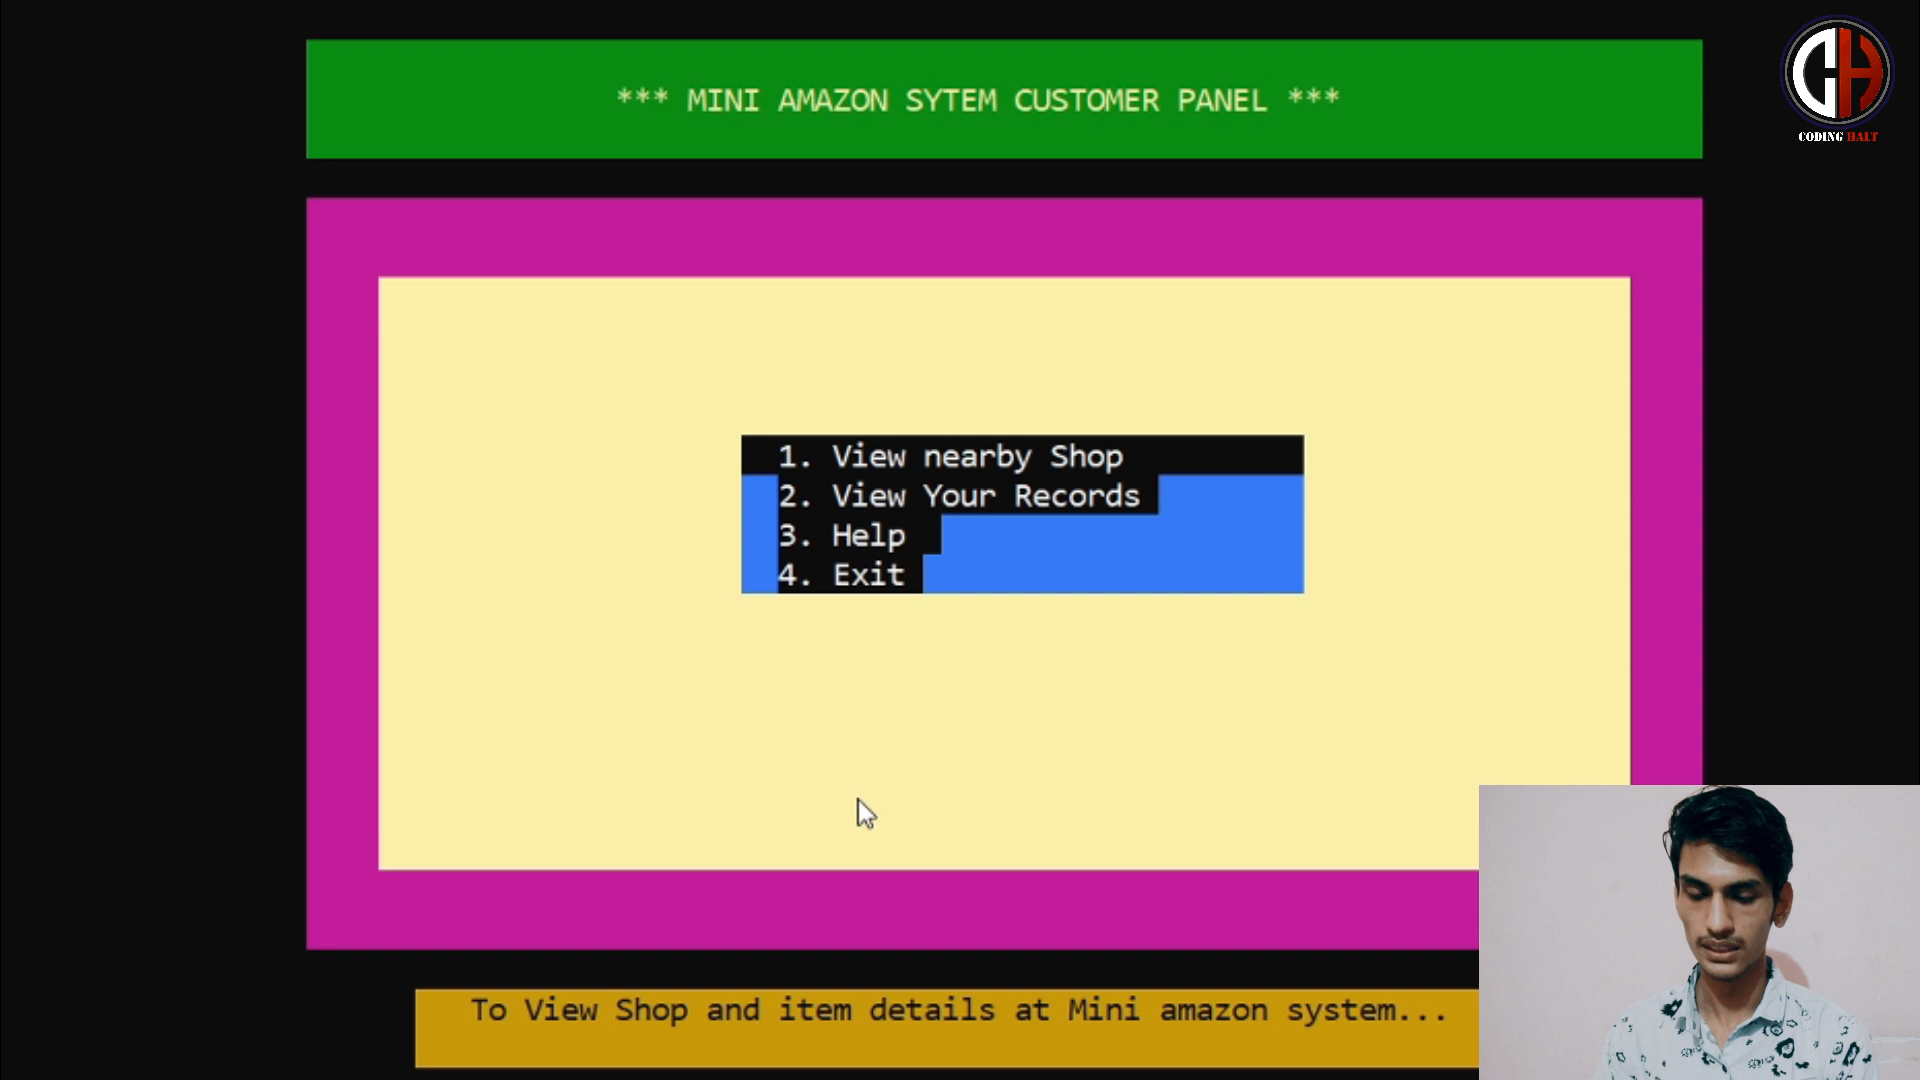 *** MINI AMAZON SYTEM CUSTOMER PANEL ***
CODING HALT
1. View nearby Shop
2. View Your Records
3. Help
4. Exit
To View Shop and item details at Mini amazon system...